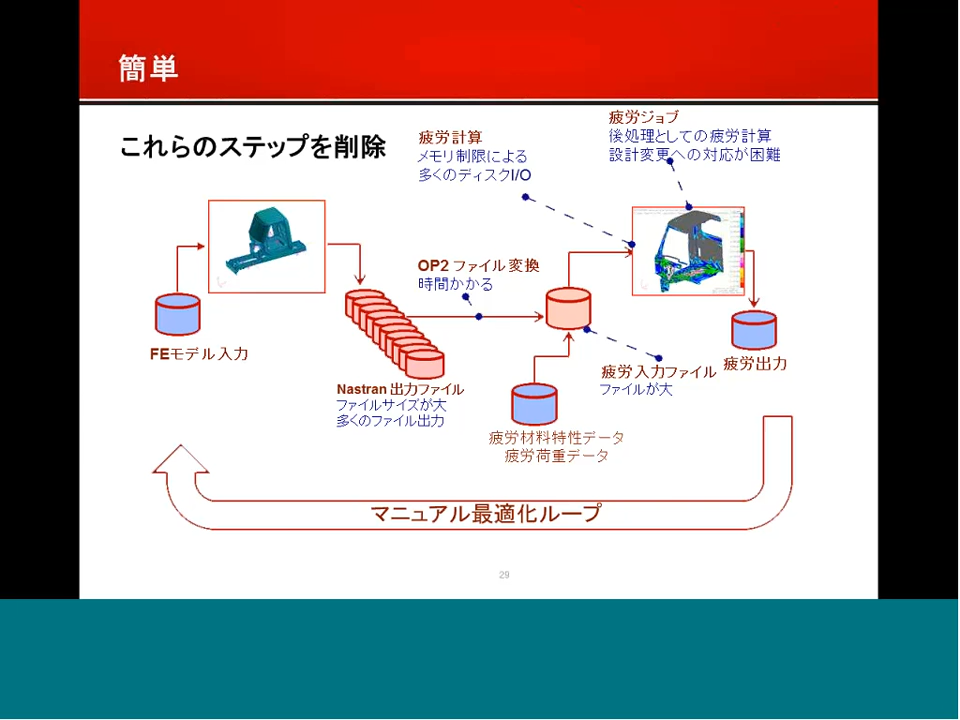 簡単
これらのステップを削除
疲労計算
メモリ制限による
多くのディスクI/O
疲労ジョブ
後処理としての疲労計算
設計変更への対応が困難
OP2 ファイル変換
時間かかる
FEモデル入力
Nastran 出力ファイル
ファイルサイズが大
多くのファイル出力
疲労入力ファイル
ファイルが大
疲労出力
疲労材料特性データ
疲労荷重データ
マニュアル最適化ループ
29